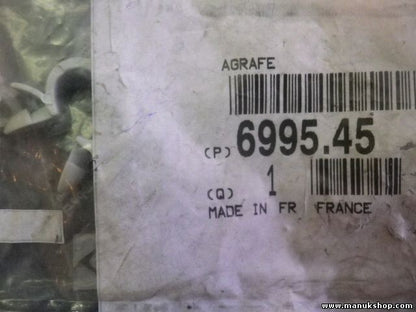 AGRAFE
(P) 6995.45
(Q) 1
MADE IN FR FRANCE
www.manukshop.com